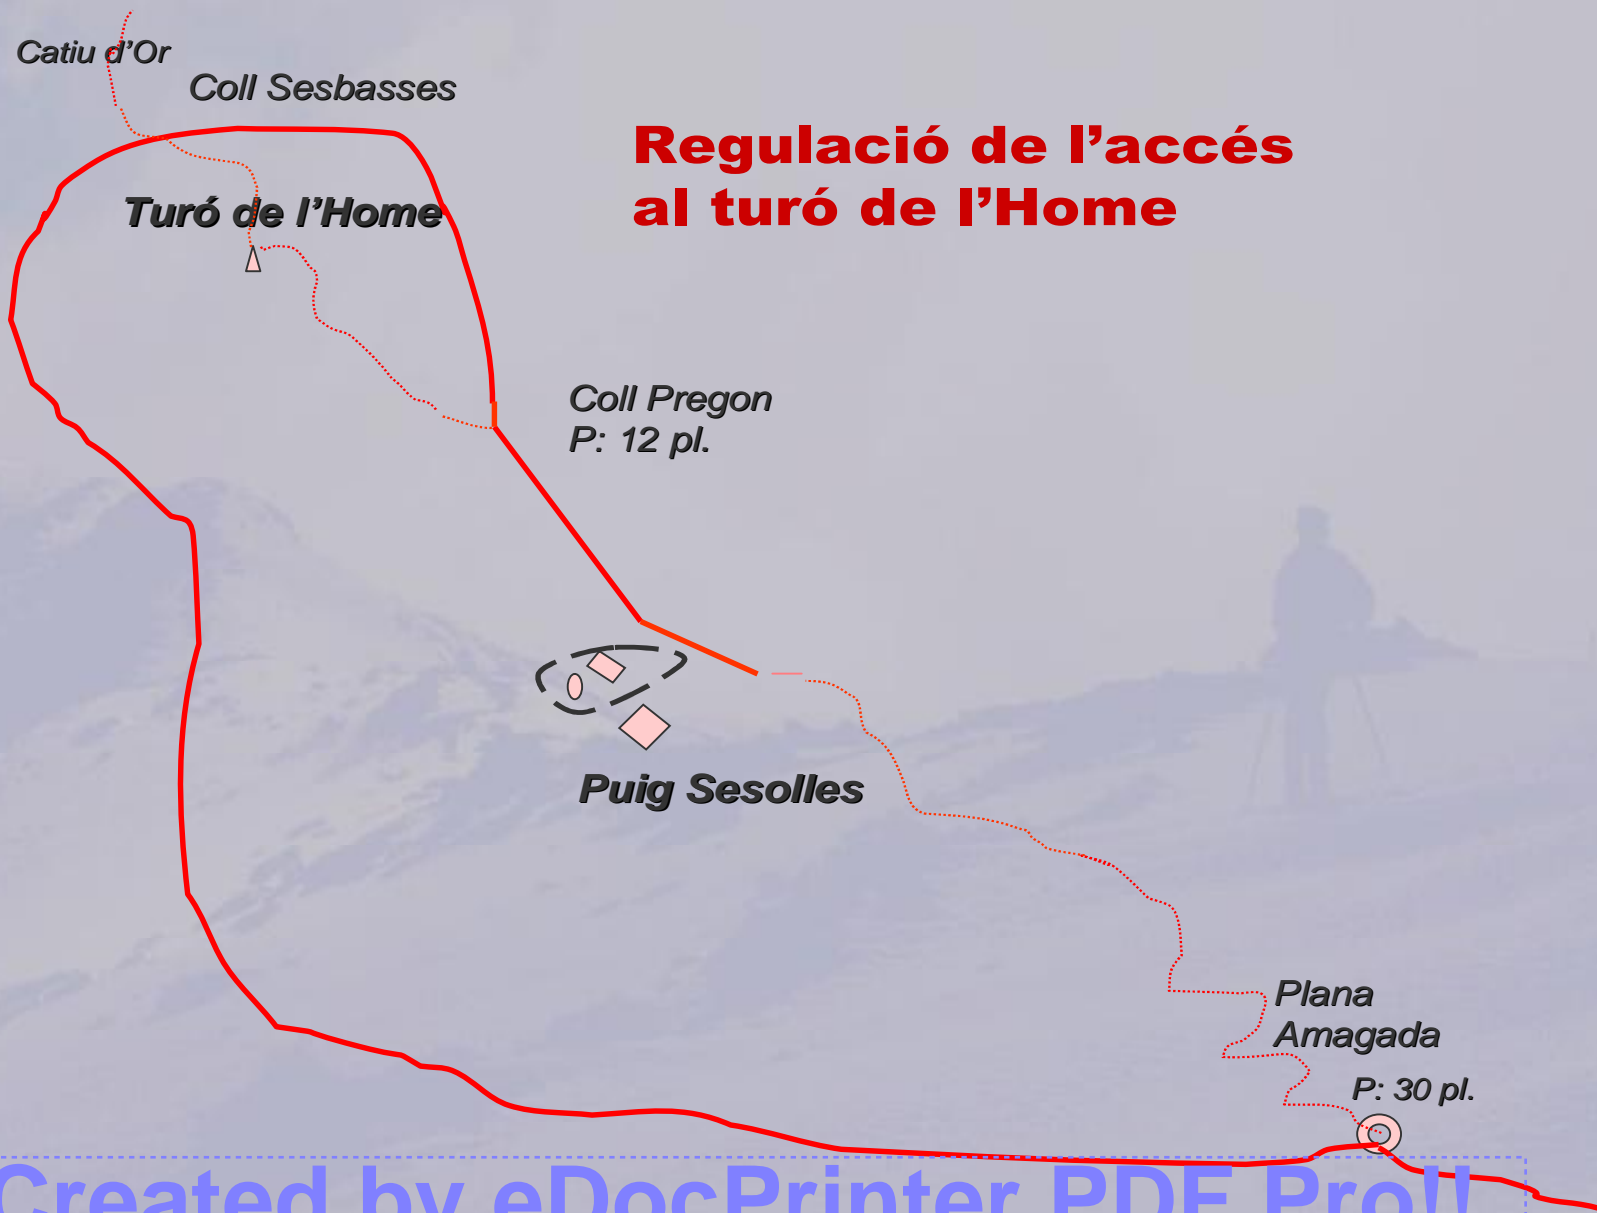 Catiu d’Or
Coll Sesbasses
Regulació de l’accés
al turó de l’Home
Turó de l’Home
Coll Pregon
P: 12 pl.
Puig Sesolles
Plana
Amagada
P: 30 pl.
Created by eDocPrinter PDF Pro!!